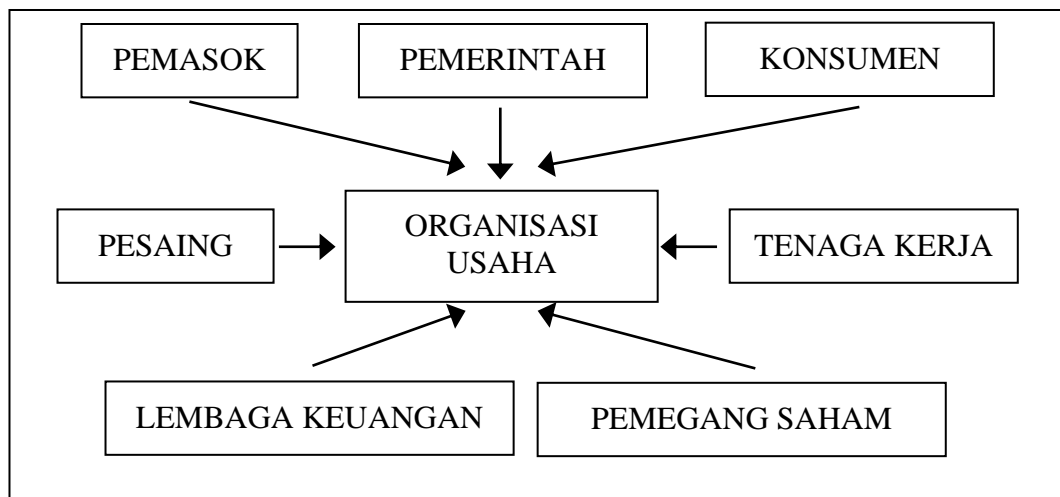 PEMASOK
PEMERINTAH
KONSUMEN
PESAING
ORGANISASI
USAHA
TENAGA KERJA
LEMBAGA KEUANGAN
PEMEGANG SAHAM